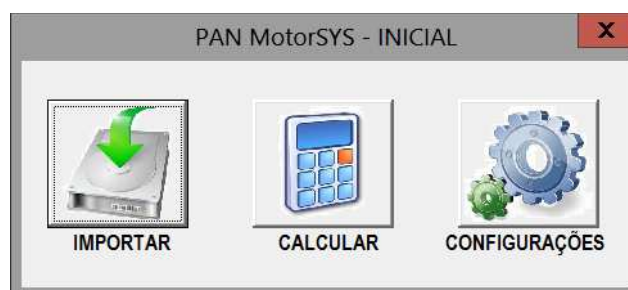 PAN MotorSYS - INICIAL
X
IMPORTAR
CALCULAR
CONFIGURAÇÕES